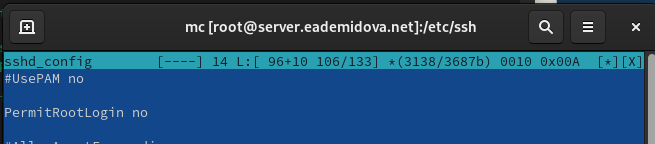 mc [root@server.eademidova.net]:/etc/ssh
sshd_config [----] 14 L:[ 96+10 106/133] *(3138/3687b) 0010 0x00A [*][X]
#UsePAM no
PermitRootLogin no